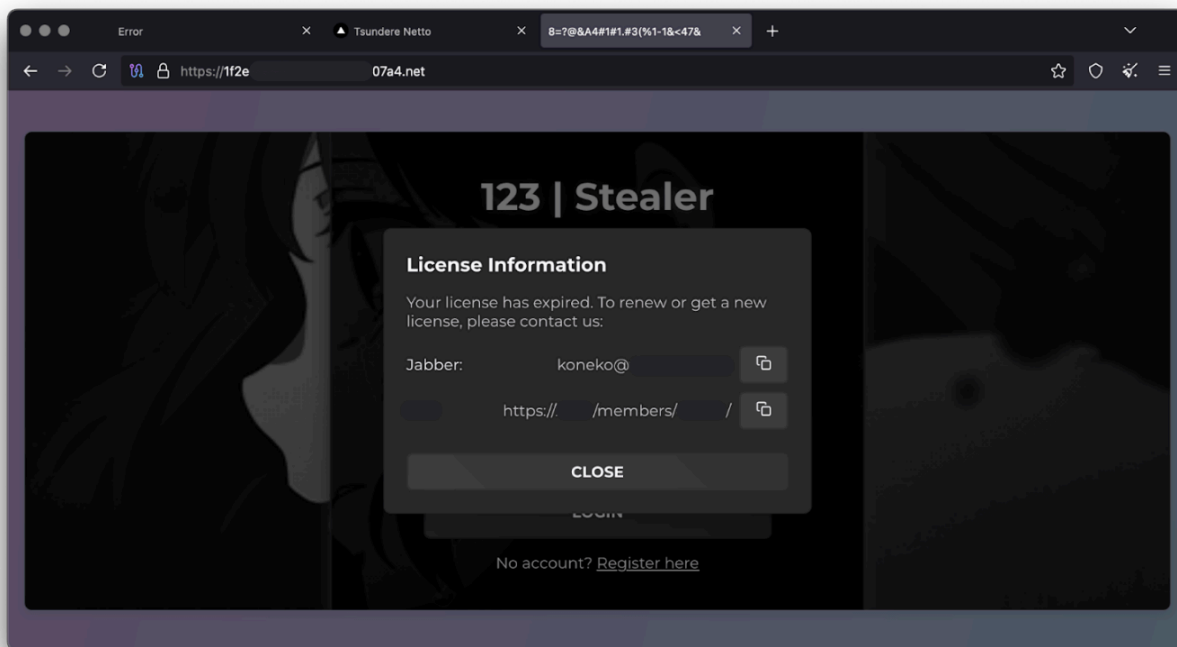 Error
Tsundere Netto
8=?@&A4#1#1.#3(%1-1&<47&
https://1f2e 07a4.net
123 | Stealer
License Information
Your license has expired. To renew or get a new
license, please contact us:
Jabber: koneko@
https:// /members/ /
CLOSE
LOGIN
No account? Register here